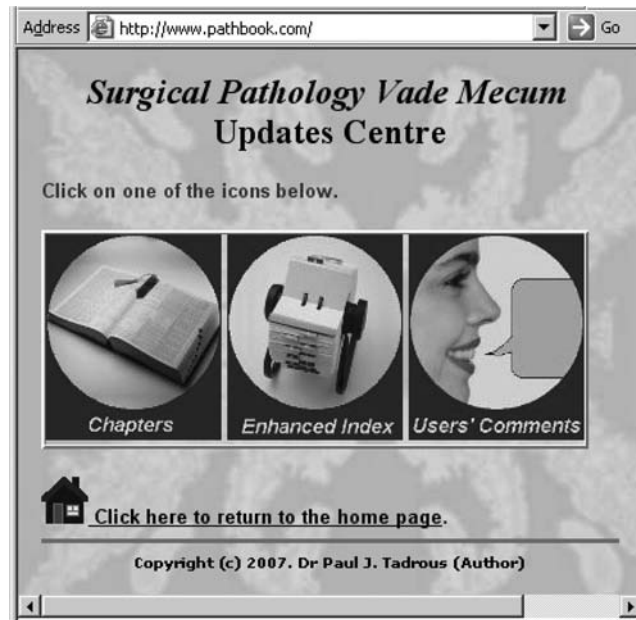 Address http://www.pathbook.com/ Go
Surgical Pathology Vade Mecum
Updates Centre
Click on one of the icons below.
Chapters Enhanced Index Users' Comments
Click here to return to the home page.
Copyright (c) 2007. Dr Paul J. Tadrous (Author)